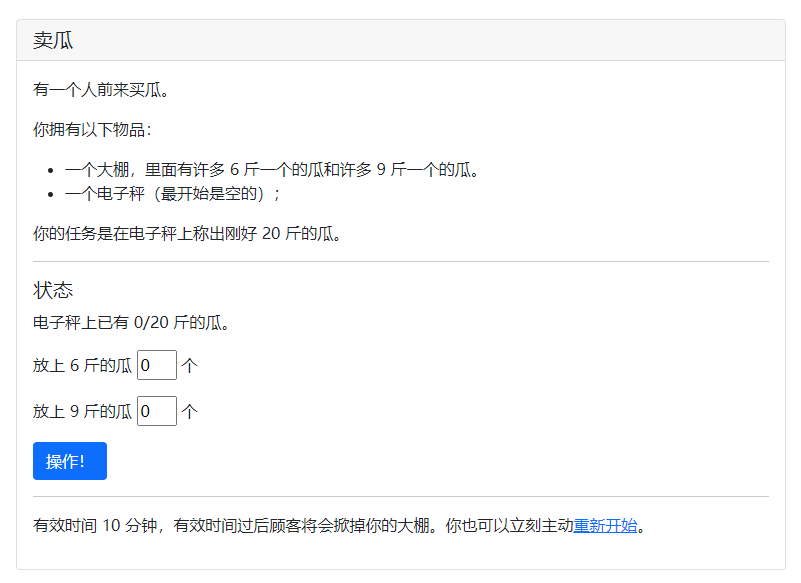 卖瓜
有一个人前来买瓜。
你拥有以下物品：
一个大棚，里面有许多 6 斤一个的瓜和许多 9 斤一个的瓜。
一个电子秤（最开始是空的）；
你的任务是在电子秤上称出刚好 20 斤的瓜。
状态
电子秤上已有 0/20 斤的瓜。
放上 6 斤的瓜 0 个
放上 9 斤的瓜 0 个
操作！
有效时间 10 分钟，有效时间过后顾客将会掀掉你的大棚。你也可以立刻主动重新开始。